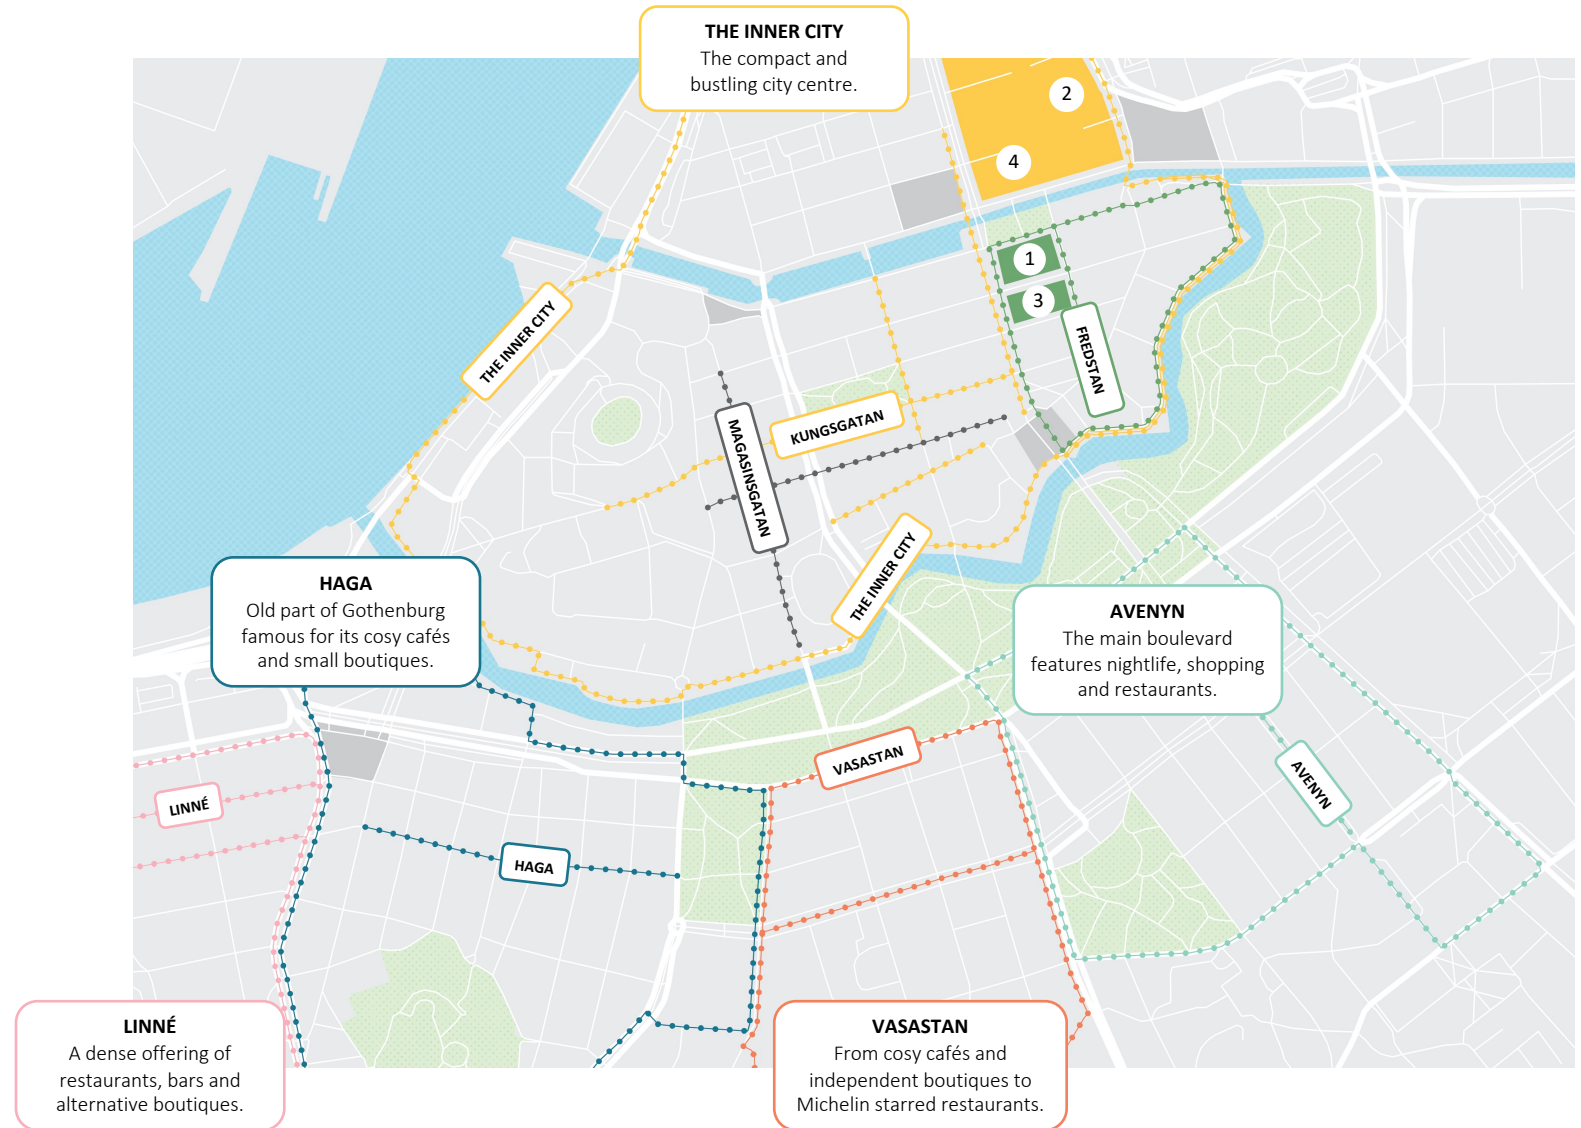 THE INNER CITY
The compact and
bustling city centre.
2
4
1
3
THE INNER CITY
FREDSTAN
KUNGSGATAN
MAGASINSGATAN
THE INNER CITY
HAGA
Old part of Gothenburg
famous for its cosy cafés
and small boutiques.
AVENYN
The main boulevard
features nightlife, shopping
and restaurants.
VASASTAN
AVENYN
LINNÉ
HAGA
LINNÉ
A dense offering of
restaurants, bars and
alternative boutiques.
VASASTAN
From cosy cafés and
independent boutiques to
Michelin starred restaurants.